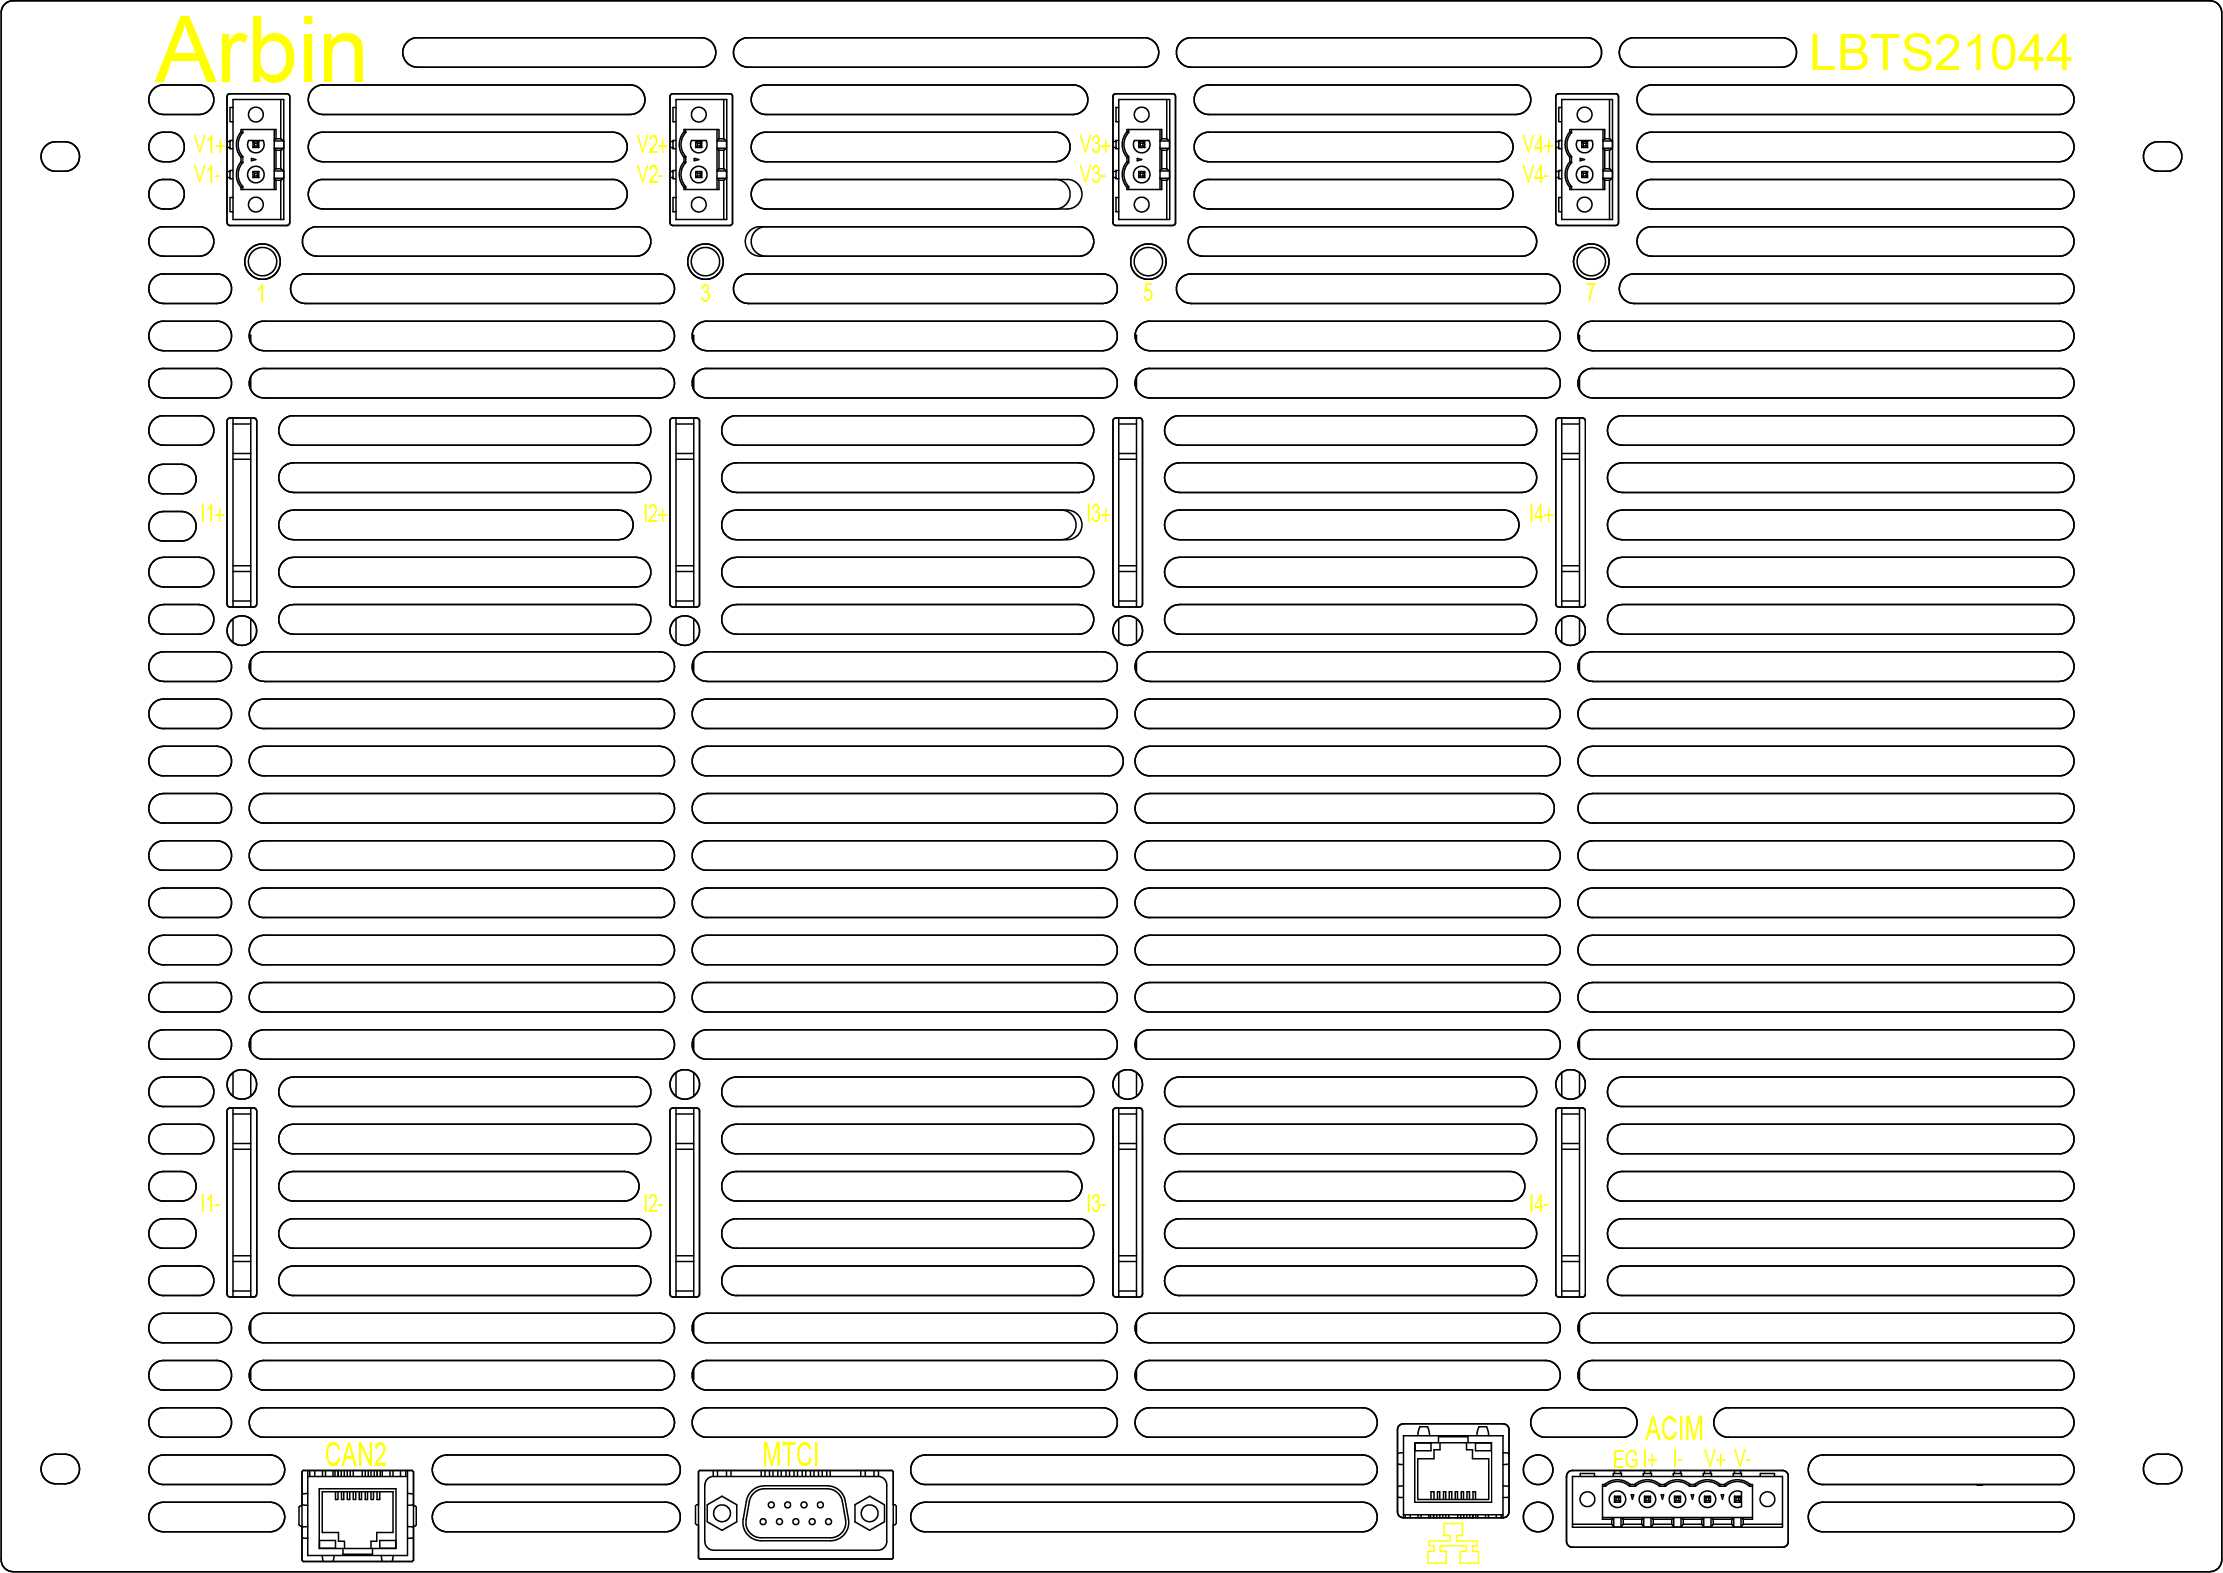 Arbin
LBTS21044
V1+ V2+ V3+ V4+
V1- V2- V3- V4-
1 3 5 7
I1+ I2+ I3+ I4+
I1- I2- I3- I4-
ACIM
CAN2 MTCI
EG I+ I- V+ V-